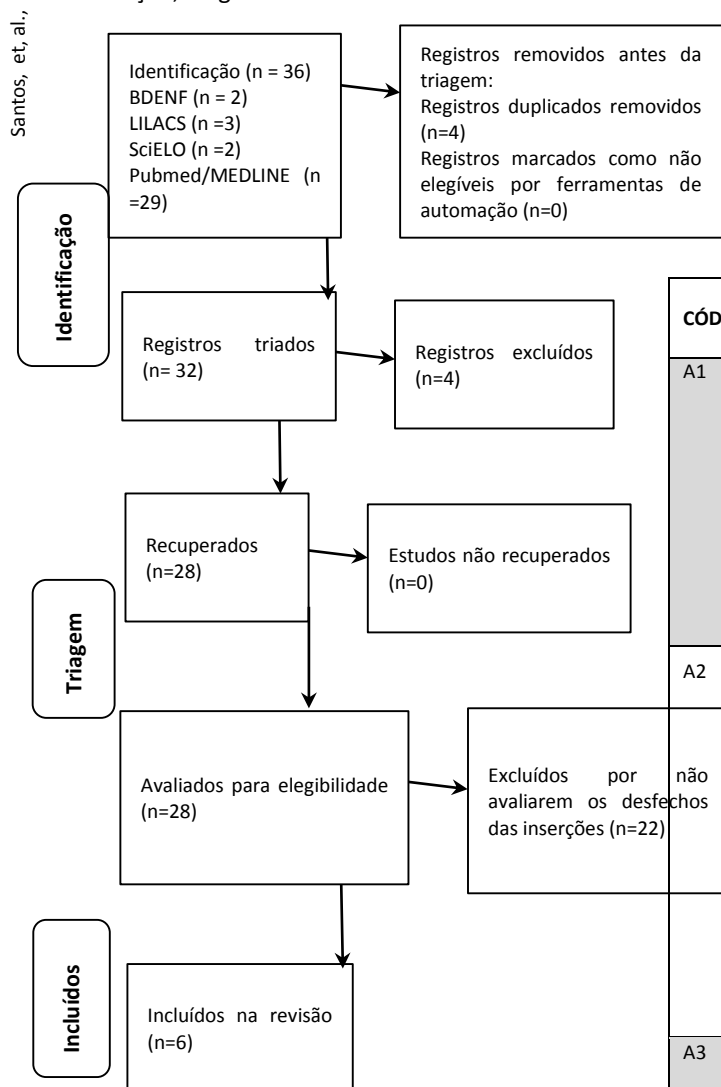 Santos, et, al.,
Identificação (n = 36)
BDENF (n = 2)
LILACS (n =3)
SciELO (n =2)
Pubmed/MEDLINE (n
=29)
Registros removidos antes da
triagem:
Registros duplicados removidos
(n=4)
Registros marcados como não
elegíveis por ferramentas de
automação (n=0)
Identificação
Registros triados
(n= 32)
Registros excluídos
(n=4)
CÓD
A1
Recuperados
(n=28)
Estudos não recuperados
(n=0)
Triagem
A2
Avaliados para elegibilidade
(n=28)
Excluídos por não
avaliarem os desfechos
das inserções (n=22)
Incluídos
Incluídos na revisão
(n=6)
A3